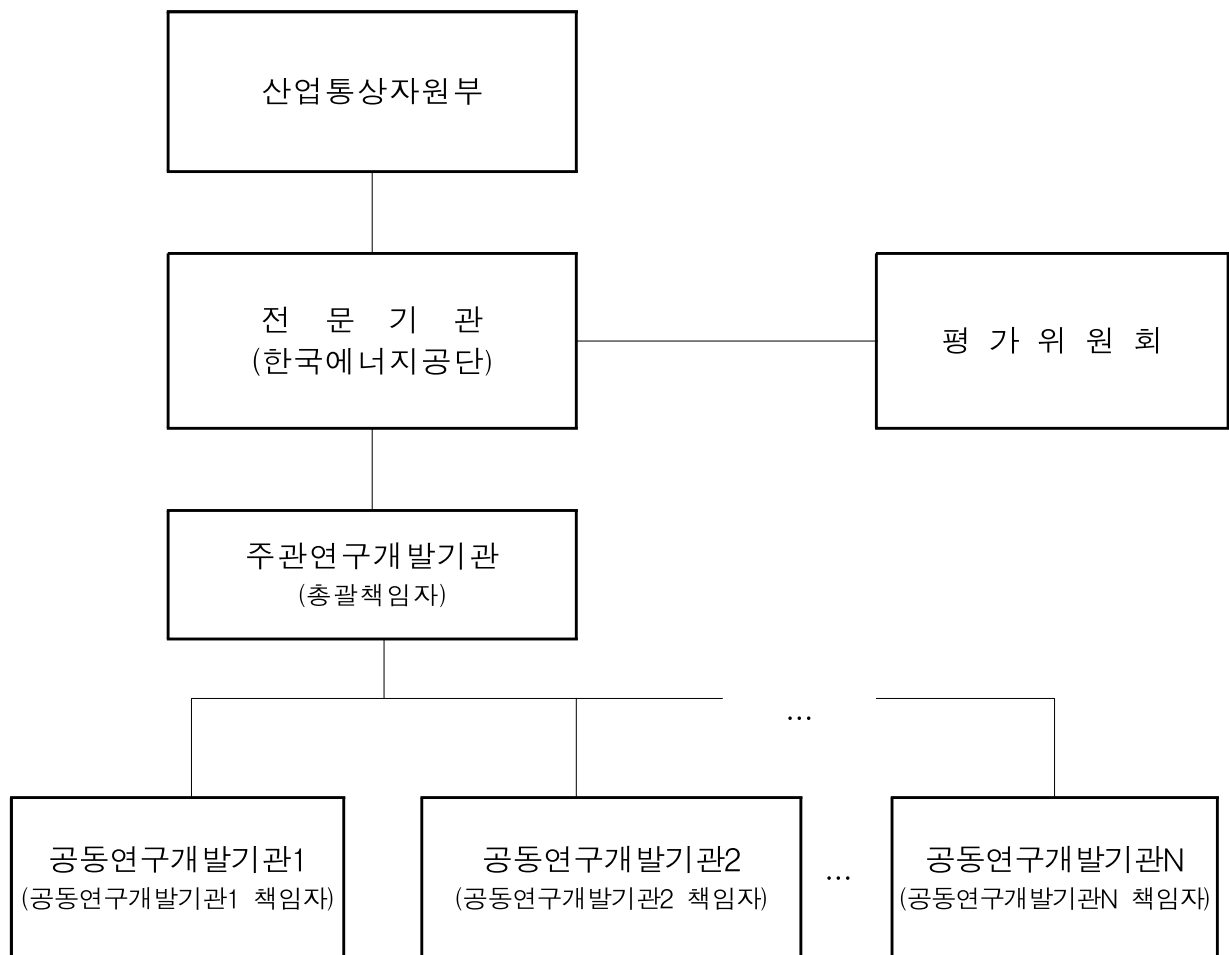 산업통상자원부
전 문 기 관
(한국에너지공단)
평 가 위 원 회
주관연구개발기관
(총괄책임자)
...
공동연구개발기관1
(공동연구개발기관1 책임자)
공동연구개발기관2
(공동연구개발기관2 책임자)
...
공동연구개발기관N
(공동연구개발기관N 책임자)